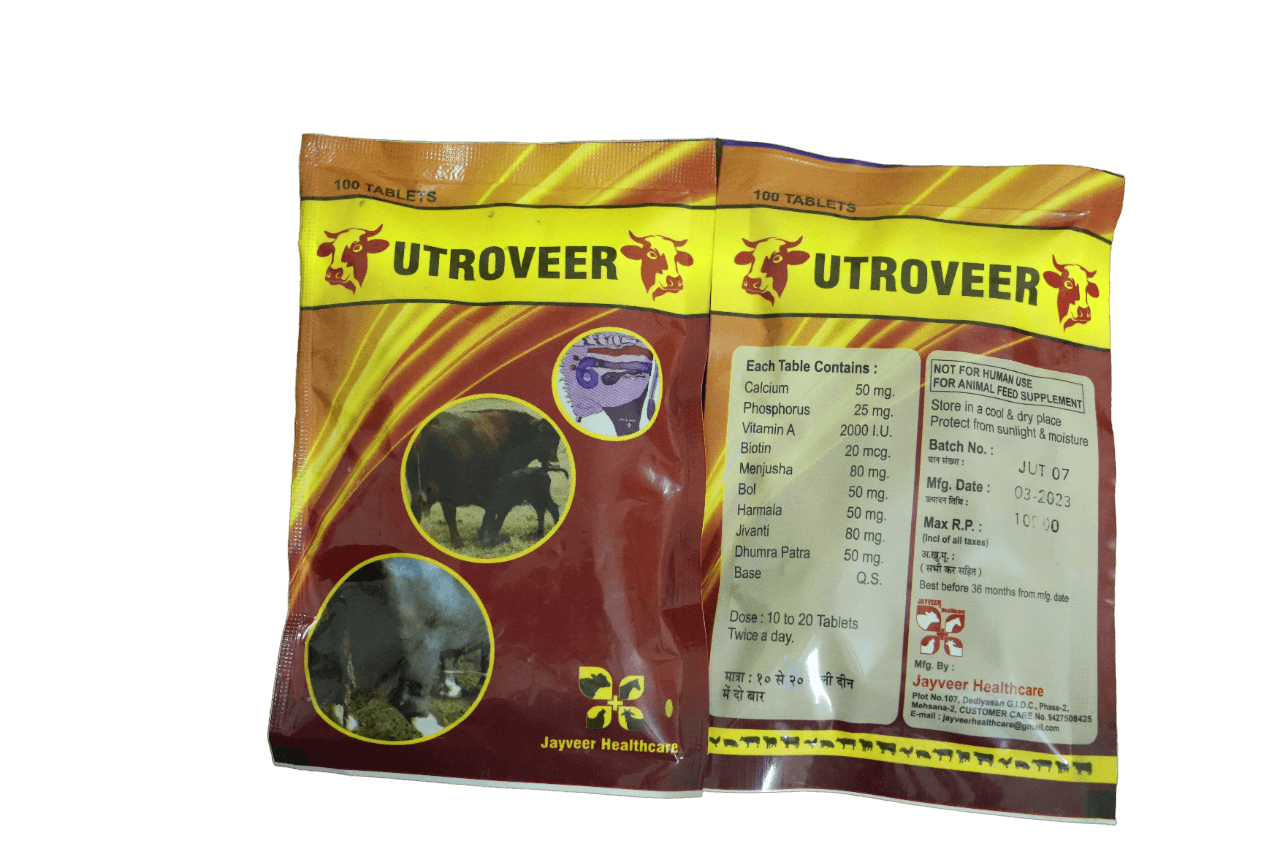 100 TABLETS
UTROVEER
Jayveer Healthcare
100 TABLETS
UTROVEER
Each Table Contains :
Calcium 50 mg.
Phosphorus 25 mg.
Vitamin A 2000 I.U.
Biotin 20 mcg.
Menjusha 80 mg.
Bol 50 mg.
Harmala 50 mg.
Jivanti 80 mg.
Dhumra Patra 50 mg.
Base Q.S.
Dose : 10 to 20 Tablets
Twice a day.
मात्रा : १० से २० दीन
में दो बार
NOT FOR HUMAN USE
FOR ANIMAL FEED SUPPLEMENT
Store in a cool & dry place
Protect from sunlight & moisture
Batch No. : JUT 07
घान संख्या :
Mfg. Date : 03-2023
उत्पादन तिथि :
Max R.P. :
(Incl of all taxes)
अ.खु.मू. :
( सभी कर सहित )
Best before 36 months from mfg. date
JAYVEER Healthcare
Mfg. By :
Jayveer Healthcare
Plot No.107, Dediyasan G.I.D.C., Phase-2,
Mehsana-2, CUSTOMER CARE No. 9427508425
E-mail : jayveerhealthcare@gmail.com